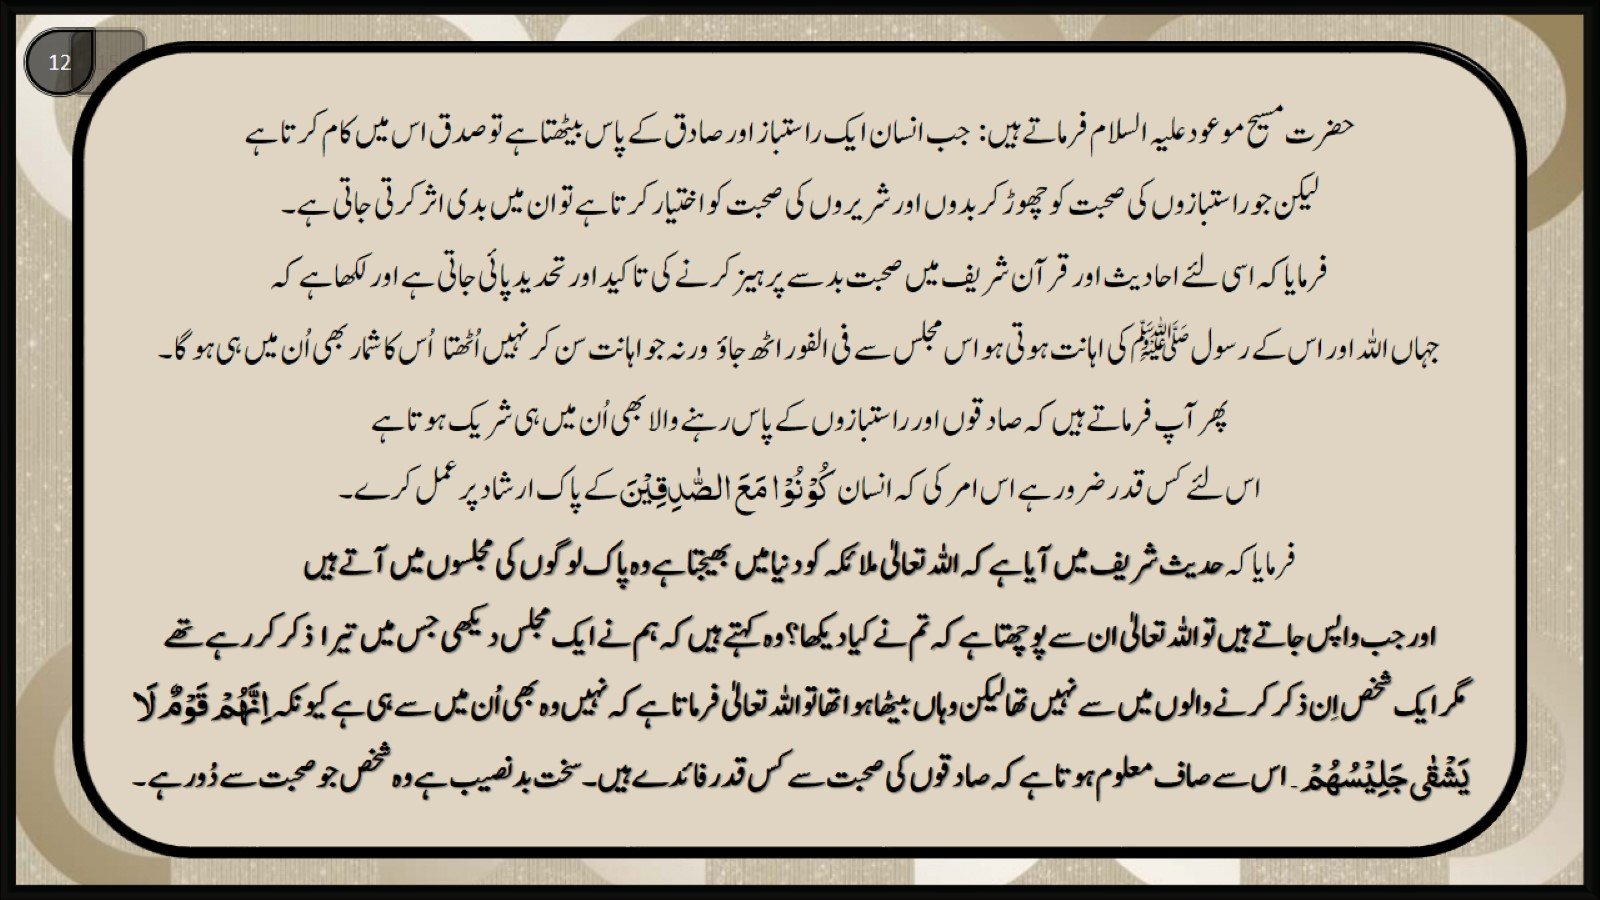 12
حضرت مسیح موعود علیہ السلام فرماتے ہیں: جب انسان ایک راستباز اور صادق کے پاس بیٹھتا ہے تو صدق اس میں کام کرتا ہے
لیکن جو راستبازوں کی صحبت کو چھوڑ کر بدوں اور شریروں کی صحبت کو اختیار کرتا ہے تو ان میں بدی اثر کرتی جاتی ہے۔
فرمایا کہ اسی لئے احادیث اور قرآن شریف میں صحبت بد سے پرہیز کرنے کی تاکید اور تحدید پائی جاتی ہے اور لکھا ہے کہ
جہاں اللہ اور اس کے رسول ﷺ کی اہانت ہوتی ہو اس مجلس سے فی الفور اٹھ جاؤ ورنہ جو اہانت سن کر نہیں اُٹھتا اُس کا شمار بھی اُن میں ہی ہو گا۔
پھر آپ فرماتے ہیں کہ صادقوں اور راستبازوں کے پاس رہنے والا بھی اُن میں ہی شریک ہوتا ہے
اس لئے کس قدر ضرور ہے اس امر کی کہ انسان کُوْنُوْا مَعَ الصّٰدِقِیْنَ کے پاک ارشاد پر عمل کرے۔
فرمایا کہ حدیث شریف میں آیا ہے کہ اللہ تعالیٰ ملائکہ کو دنیا میں بھیجتا ہے وہ پاک لوگوں کی مجلسوں میں آتے ہیں
اور جب واپس جاتے ہیں تو اللہ تعالیٰ ان سے پوچھتا ہے کہ تم نے کیا دیکھا؟ وہ کہتے ہیں کہ ہم نے ایک مجلس دیکھی جس میں تیرا ذکر کر رہے تھے
مگر ایک شخص اِن ذکر کرنے والوں میں سے نہیں تھا لیکن وہاں بیٹھا ہوا تھا تو اللہ تعالیٰ فرماتا ہے کہ نہیں وہ بھی اُن میں سے ہی ہے کیونکہ اِنَّهُمْ قَوْمٌ لَا
یَشْقٰی جَلِیْسُهُمْ۔ اس سے صاف معلوم ہوتا ہے کہ صادقوں کی صحبت سے کس قدر فائدے ہیں۔ سخت بد نصیب ہے وہ شخص جو صحبت سے دُور ہے۔